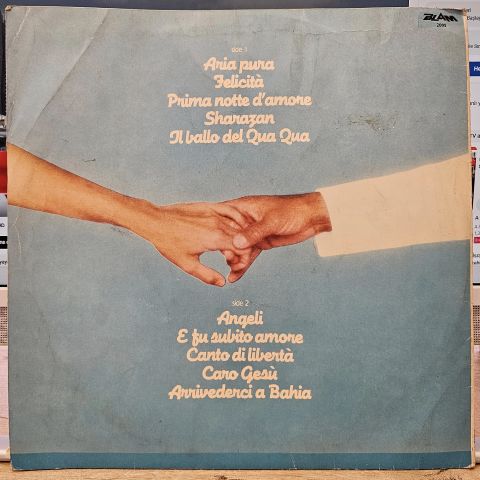 BLAM
side 1
Aria pura
Felicità
Prima notte d'amore
Sharazan
Il ballo del Qua Qua
side 2
Angeli
E fu subito amore
Canto di libertà
Caro Gesù
Arrivederci a Bahia